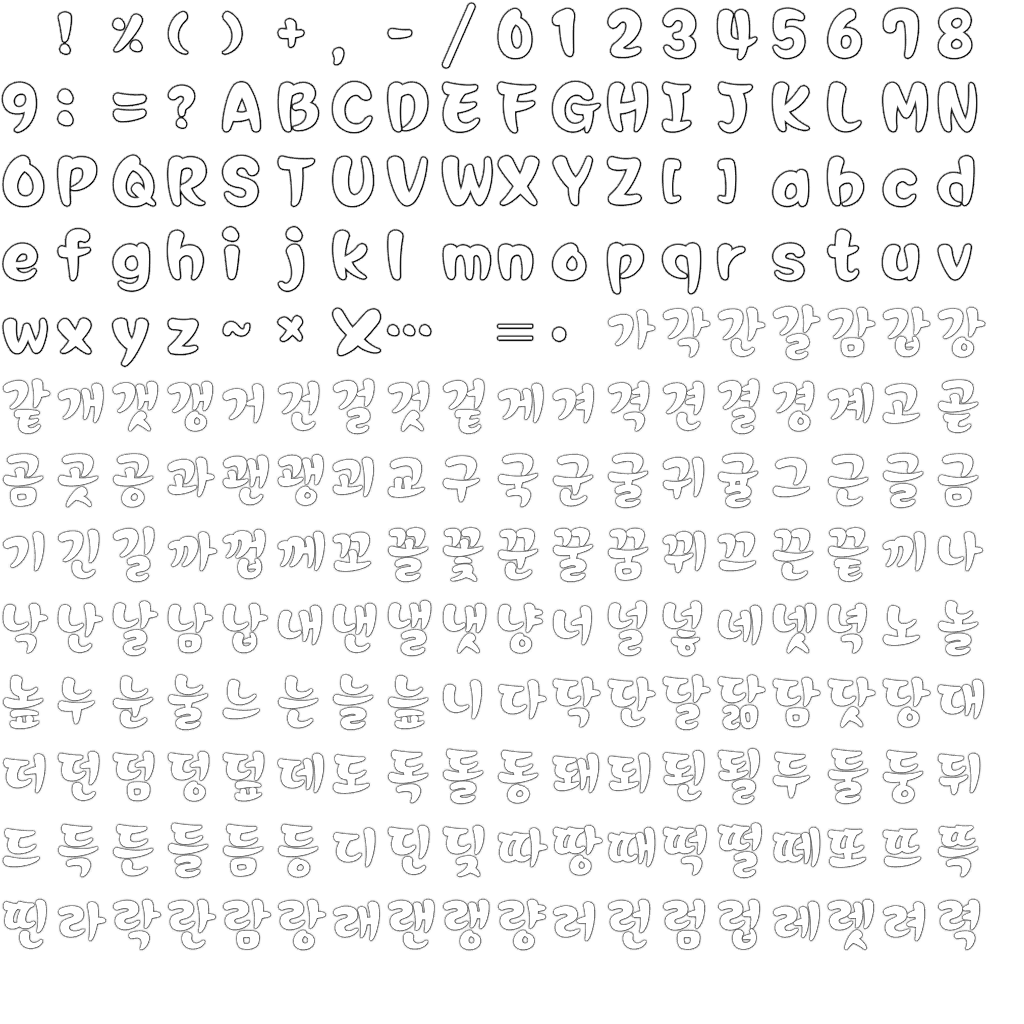 ! % ( ) + , - / 0 1 2 3 4 5 6 7 8
9 : = ? A B C D E F G H I J K L M N
O P Q R S T U V W X Y Z [ ] a b c d
e f g h i j k l m n o p q r s t u v
w x y z ~ × X … = · 가 각 간 갈 감 갑 강
같 개 갯 갱 거 건 걸 것 겉 게 겨 격 견 결 경 계 고 곧
곰 곳 공 과 괜 괭 괴 교 구 국 군 굴 귀 귤 그 근 글 금
기 긴 길 까 껍 께 꼬 꼴 꽃 꾼 꿀 꿈 뀌 끄 끈 끝 끼 나
낙 난 날 남 납 내 낸 낼 냇 냥 너 널 넣 네 넷 녁 노 놀
높 누 눈 눌 느 는 늘 늪 니 다 닥 단 달 닮 담 닷 당 대
더 던 덤 덩 덮 데 도 독 돌 동 돼 되 된 될 두 둘 둥 뒤
드 득 든 들 듬 등 디 딘 딫 따 땅 때 떡 떨 떼 또 뜨 뜩
띤 라 락 란 람 랑 래 랜 랭 량 러 런 럼 럽 레 렛 려 력